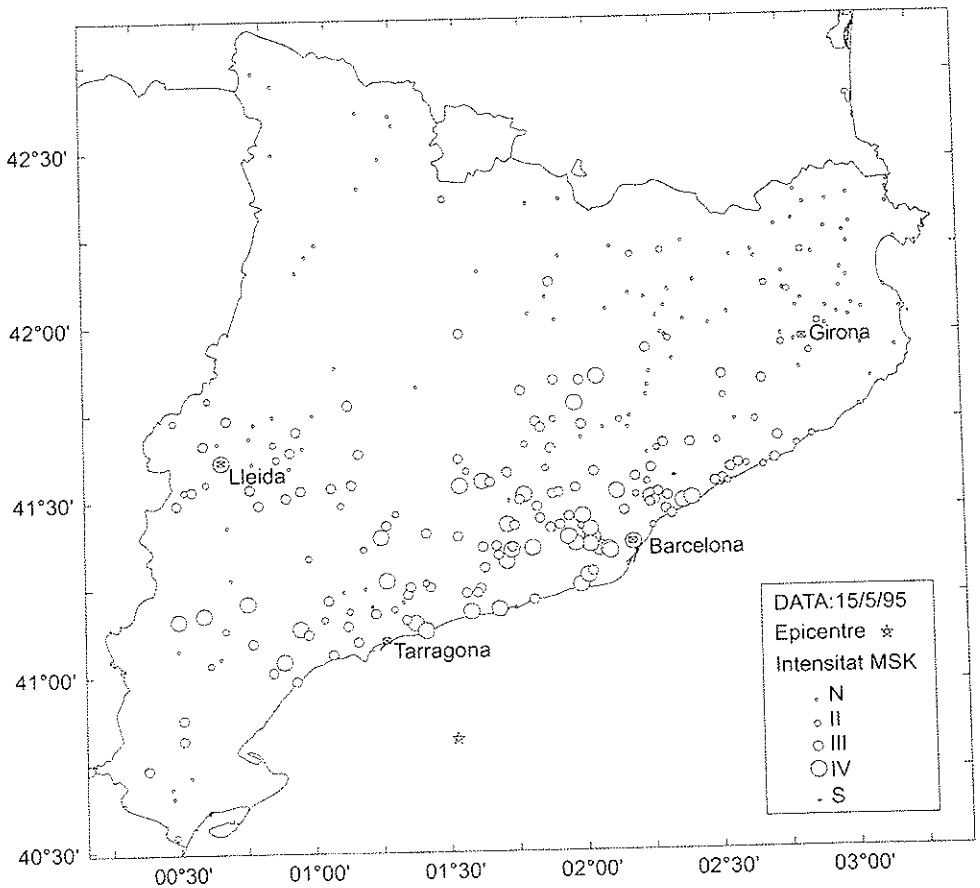 42°30'
42°00'
41°30'
41°00'
40°30'
00°30'
01°00'
01°30'
02°00'
02°30'
03°00'
Girona
Lleida
Barcelona
Tarragona
DATA:15/5/95
Epicentre
Intensitat MSK
N
II
III
IV
S